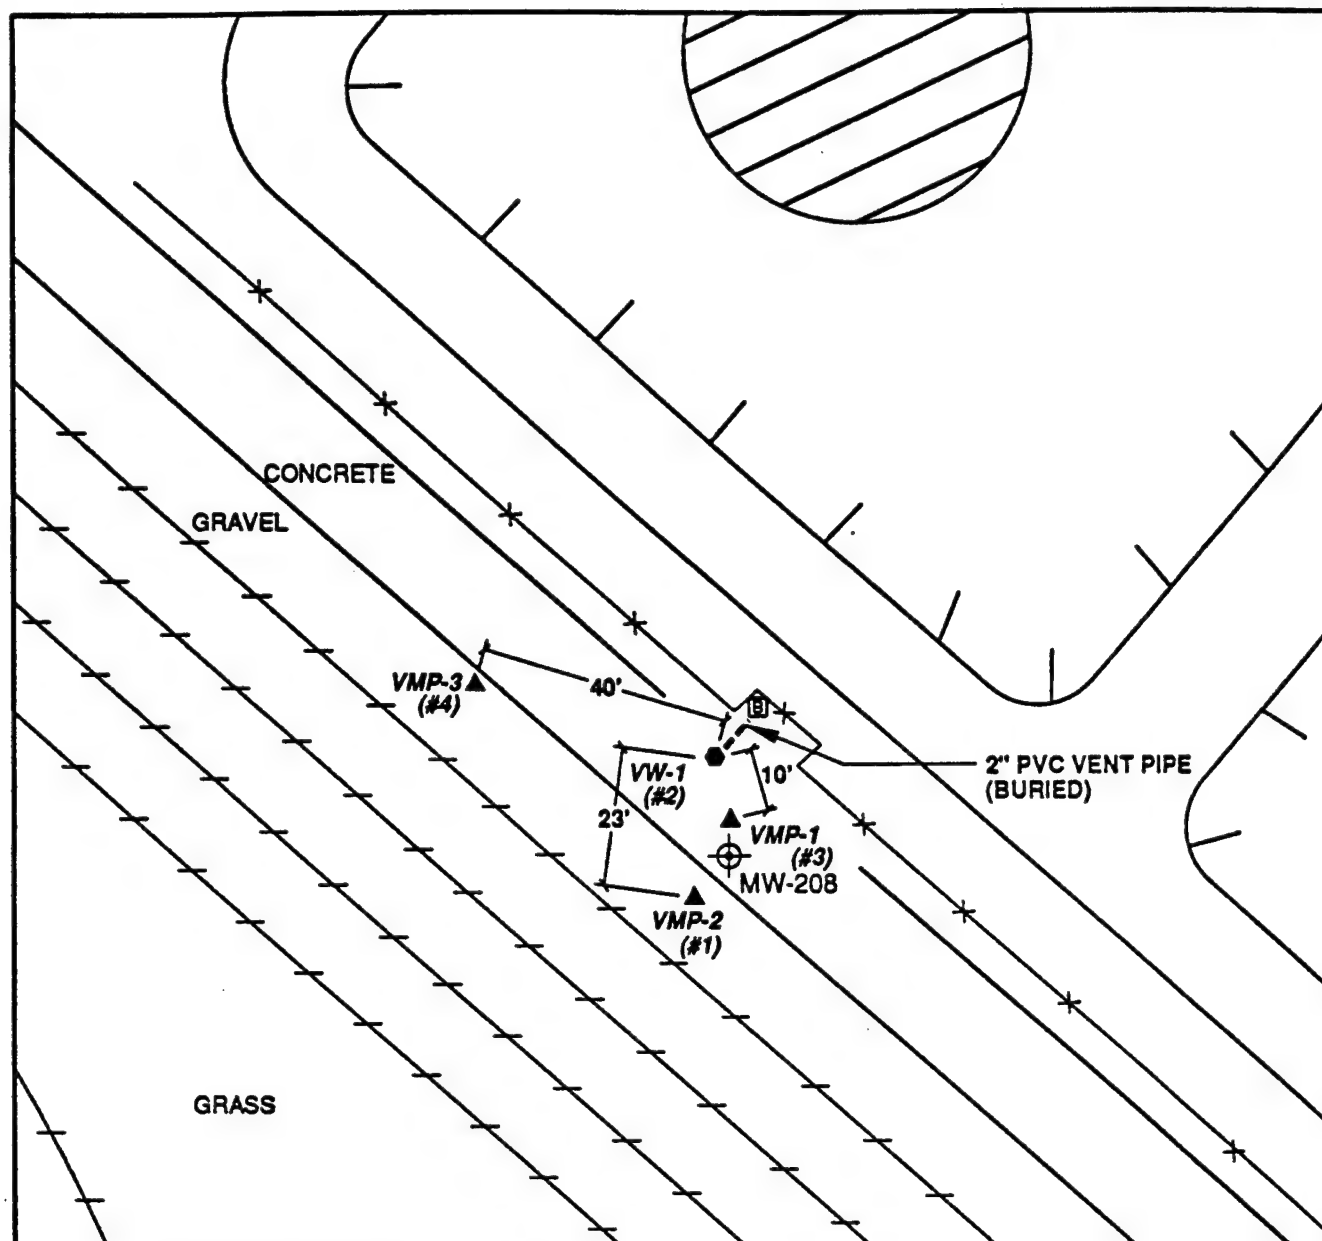 CONCRETE
GRAVEL
VMP-3
(#4)
40'
B
VW-1
(#2)
10'
2" PVC VENT PIPE
(BURIED)
23'
VMP-1
(#3)
MW-208
VMP-2
(#1)
GRASS